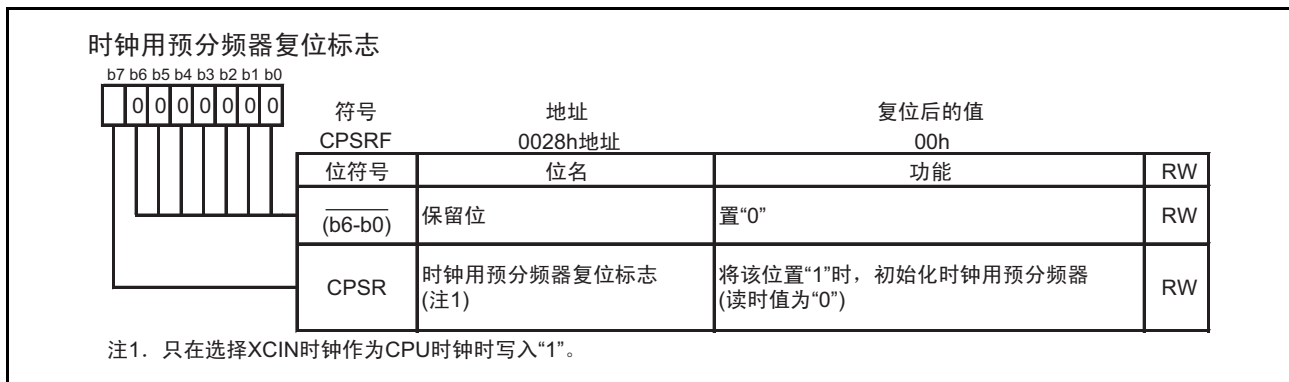 时钟用预分频器复位标志
b7 b6 b5 b4 b3 b2 b1 b0
0 0 0 0 0 0 0
符号 地址 复位后的值
CPSRF 0028h地址 00h
位符号 位名 功能 RW
(b6-b0) 保留位 置“0” RW
CPSR 时钟用预分频器复位标志 将该位置“1”时，初始化时钟用预分频器 RW
(注1) (读时值为“0”)
注1. 只在选择XCIN时钟作为CPU时钟时写入“1”。